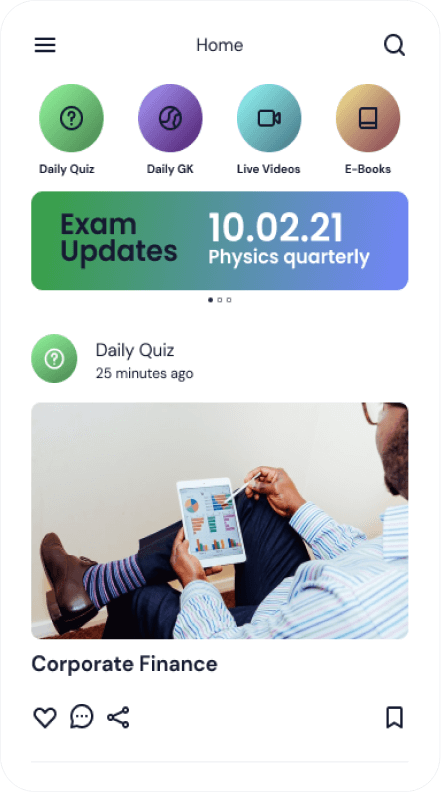 Home
Daily Quiz
Daily GK
Live Videos
E-Books
Exam
Updates
10.02.21
Physics quarterly
Daily Quiz
25 minutes ago
Corporate Finance